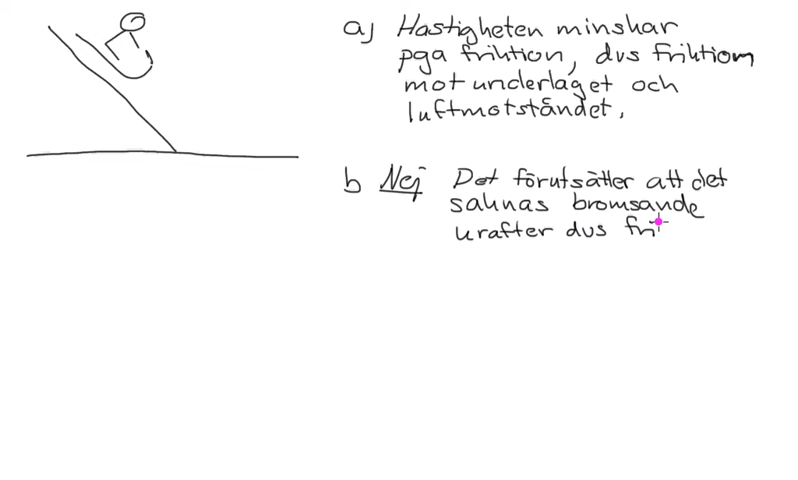 a) Hastigheten minskar
pga friktion, dvs friktion
mot underlaget och
luftmotståndet.
b Nej Det förutsätter att det
saknas bromsande
krafter dvs fri